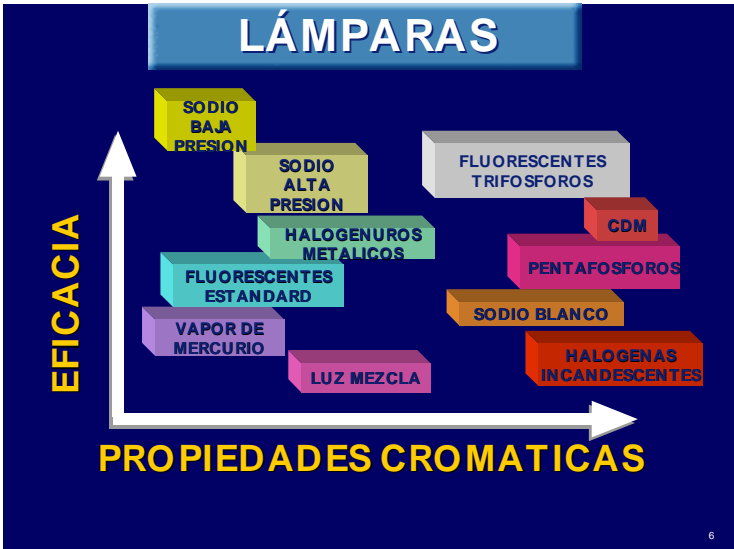 LÁMPARAS
SODIO
BAJA
PRESION
SODIO
ALTA
PRESION
FLUORESCENTES
TRIFOSFOROS
CDM
HALOGENUROS
METALICOS
PENTAFOSFOROS
FLUORESCENTES
ESTANDARD
SODIO BLANCO
VAPOR DE
MERCURIO
LUZ MEZCLA
HALOGENAS
INCANDESCENTES
EFICACIA
PROPIEDADES CROMATICAS
6